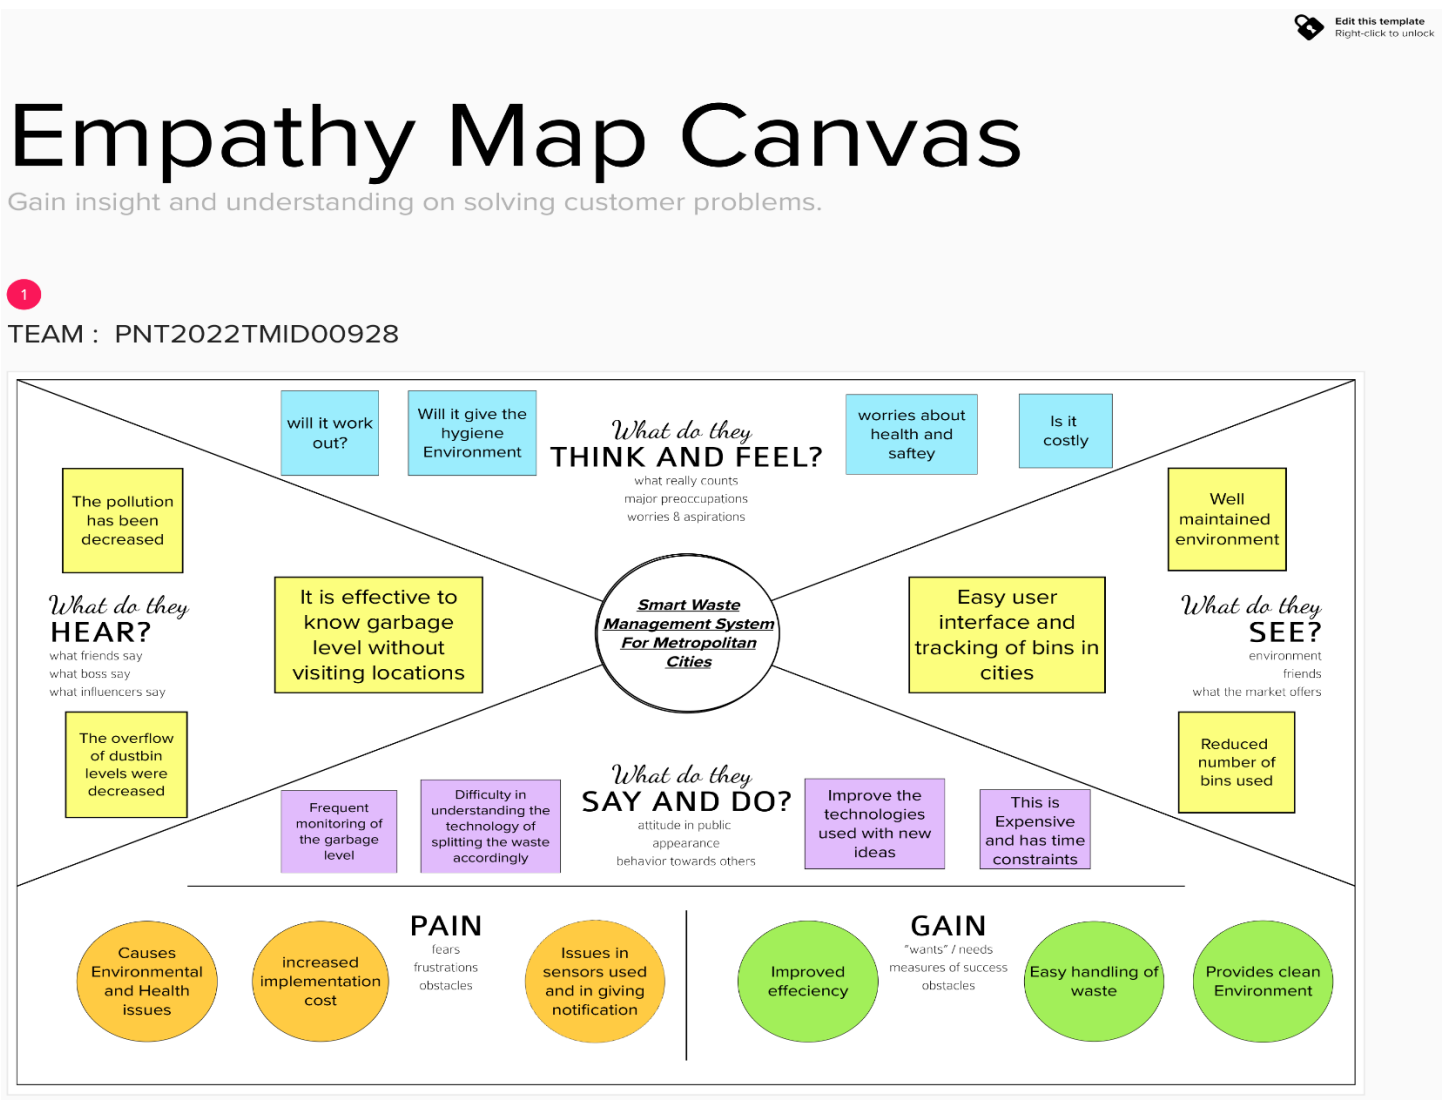 Edit this template
Right-click to unlock
Empathy Map Canvas
Gain insight and understanding on solving customer problems.
1
TEAM : PNT2022TMID00928
will it work
out?
Will it give the
hygiene
Environment
What do they
THINK AND FEEL?
what really counts
major preoccupations
worries & aspirations
worries about
health and
saftey
Is it
costly
The pollution
has been
decreased
What do they
HEAR?
what friends say
what boss say
what influencers say
The overflow
of dustbin
levels were
decreased
It is effective to
know garbage
level without
visiting locations
Smart Waste
Management System
For Metropolitan
Cities
Easy user
interface and
tracking of bins in
cities
Well
maintained
environment
What do they
SEE?
environment
friends
what the market offers
Reduced
number of
bins used
Frequent
monitoring of
the garbage
level
Difficulty in
understanding the
technology of
splitting the waste
accordingly
What do they
SAY AND DO?
attitude in public
appearance
behavior towards others
Improve the
technologies
used with new
ideas
This is
Expensive
and has time
constraints
Causes
Environmental
and Health
issues
increased
implementation
cost
PAIN
fears
frustrations
obstacles
Issues in
sensors used
and in giving
notification
Improved
effeciency
GAIN
"wants" / needs
measures of success
obstacles
Easy handling of
waste
Provides clean
Environment